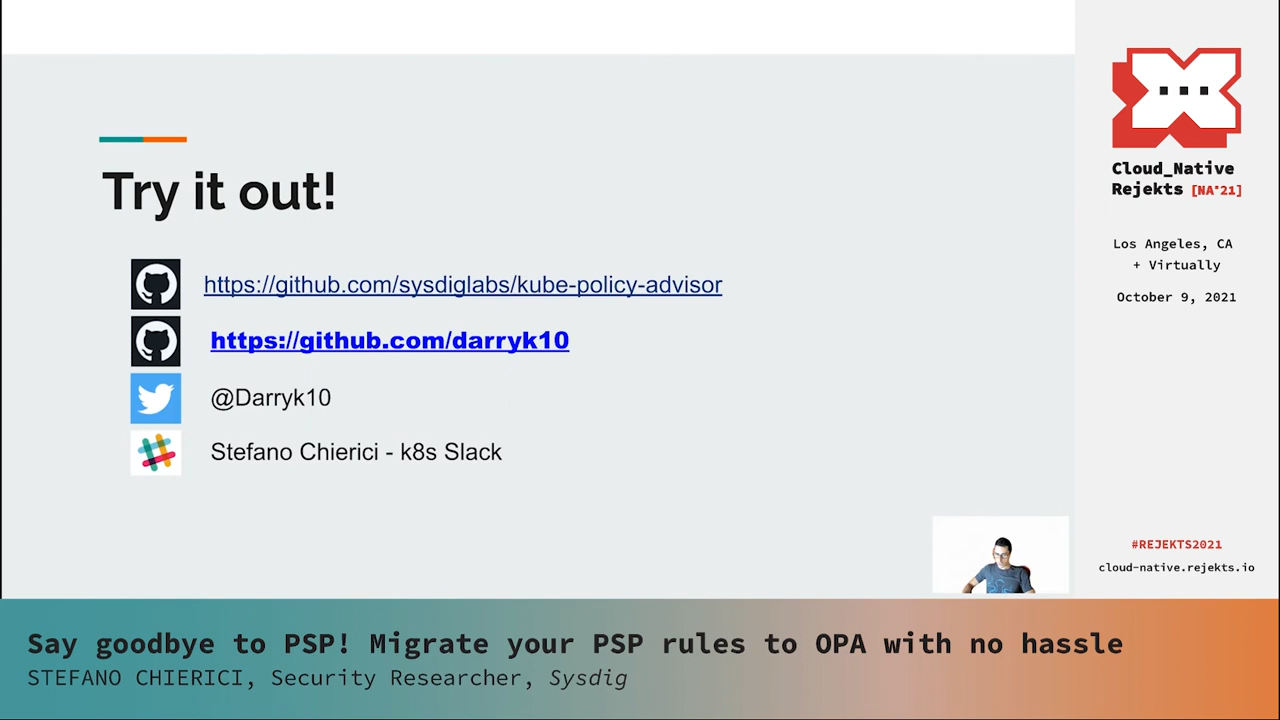 Try it out!
https://github.com/sysdiglabs/kube-policy-advisor
https://github.com/darryk10
@Darryk10
Stefano Chierici - k8s Slack
Cloud_Native
Rejekts [NA'21]
Los Angeles, CA
+ Virtually
October 9, 2021
#REJEKTS2021
cloud-native.rejekts.io
Say goodbye to PSP! Migrate your PSP rules to OPA with no hassle
STEFANO CHIERICI, Security Researcher, Sysdig